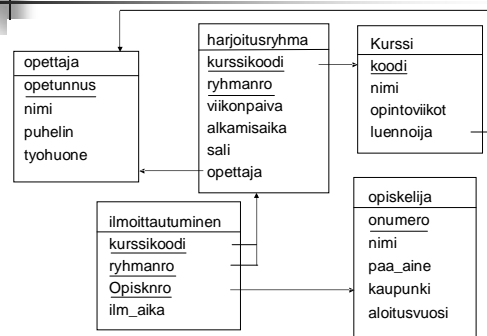 opettaja
opetunnus
nimi
puhelin
tyohuone
harjoitusryhma
kurssikoodi
ryhmanro
viikonpaiva
alkamisaika
sali
opettaja
Kurssi
koodi
nimi
opintoviikot
luennoija
ilmoittautuminen
kurssikoodi
ryhmanro
Opisknro
ilm_aika
opiskelija
onumero
nimi
paa_aine
kaupunki
aloitusvuosi